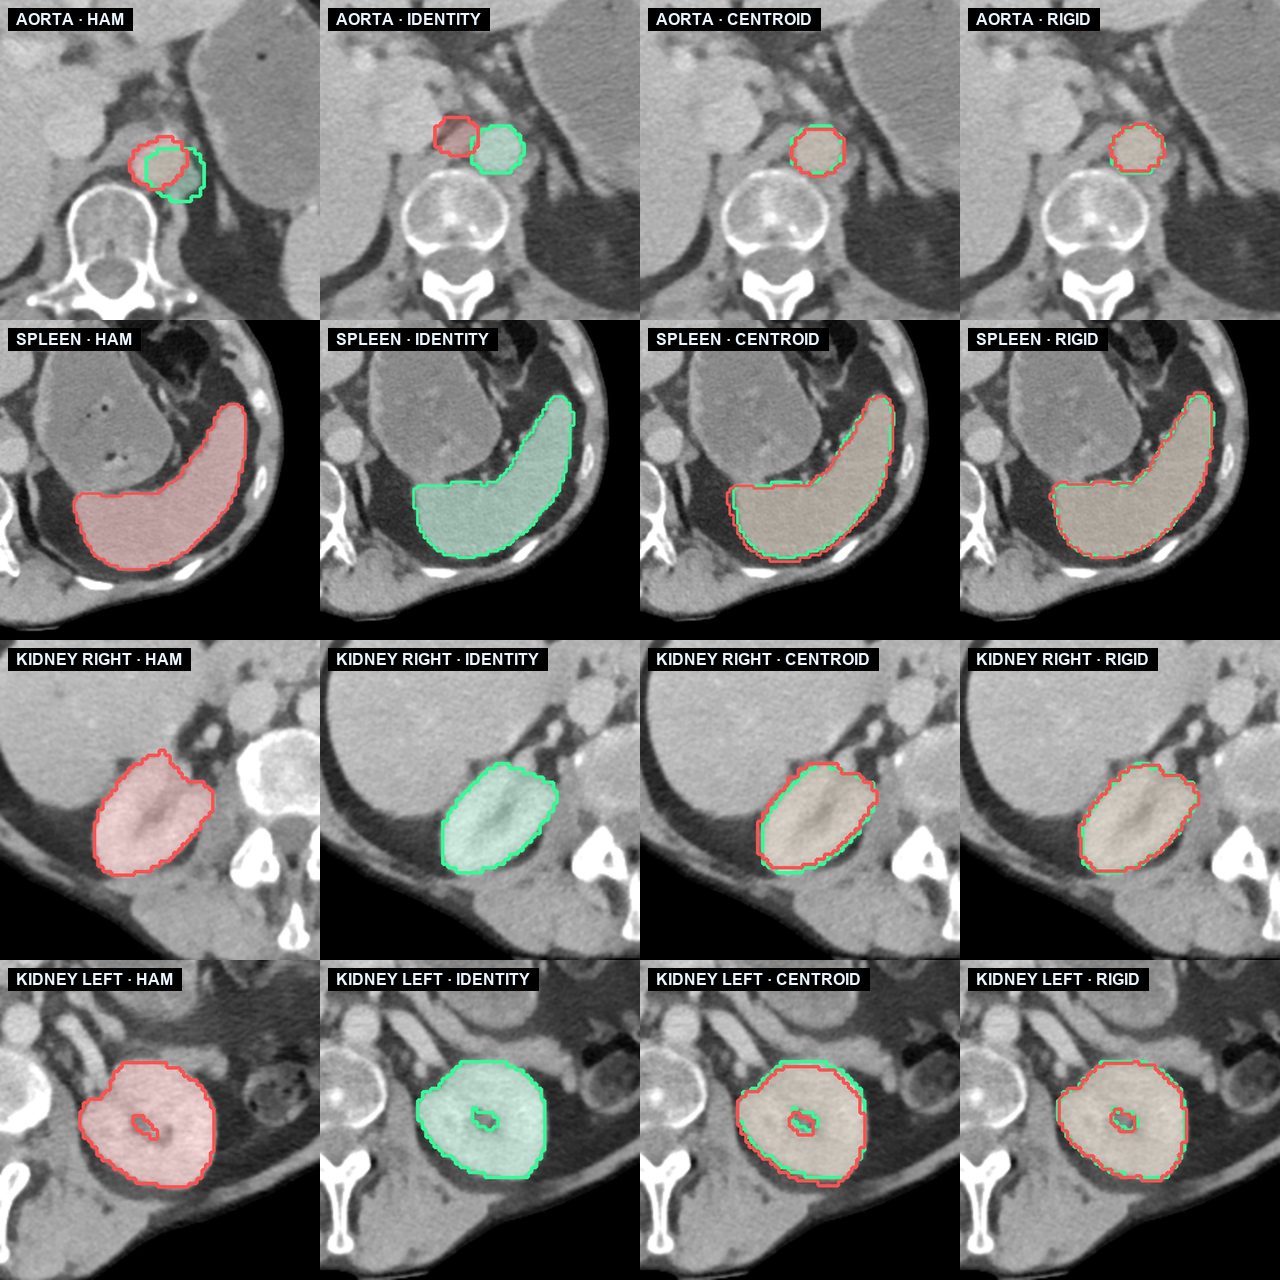 AORTA · HAM
AORTA · IDENTITY
AORTA · CENTROID
AORTA · RIGID
SPLEEN · HAM
SPLEEN · IDENTITY
SPLEEN · CENTROID
SPLEEN · RIGID
KIDNEY RIGHT · HAM
KIDNEY RIGHT · IDENTITY
KIDNEY RIGHT · CENTROID
KIDNEY RIGHT · RIGID
KIDNEY LEFT · HAM
KIDNEY LEFT · IDENTITY
KIDNEY LEFT · CENTROID
KIDNEY LEFT · RIGID